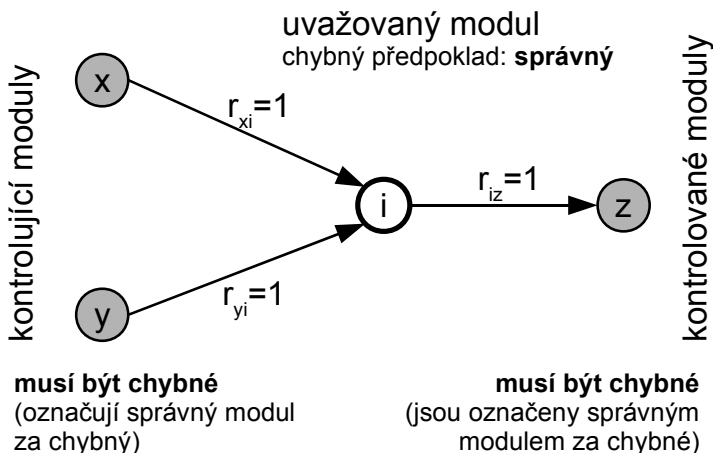 uvažovaný modul
chybný předpoklad: správný
kontrolující moduly
x
r_xi=1
i
r_iz=1
z
y
r_yi=1
kontrolované moduly
musí být chybné
(označují správný modul
za chybný)
musí být chybné
(jsou označeny správným
modulem za chybné)